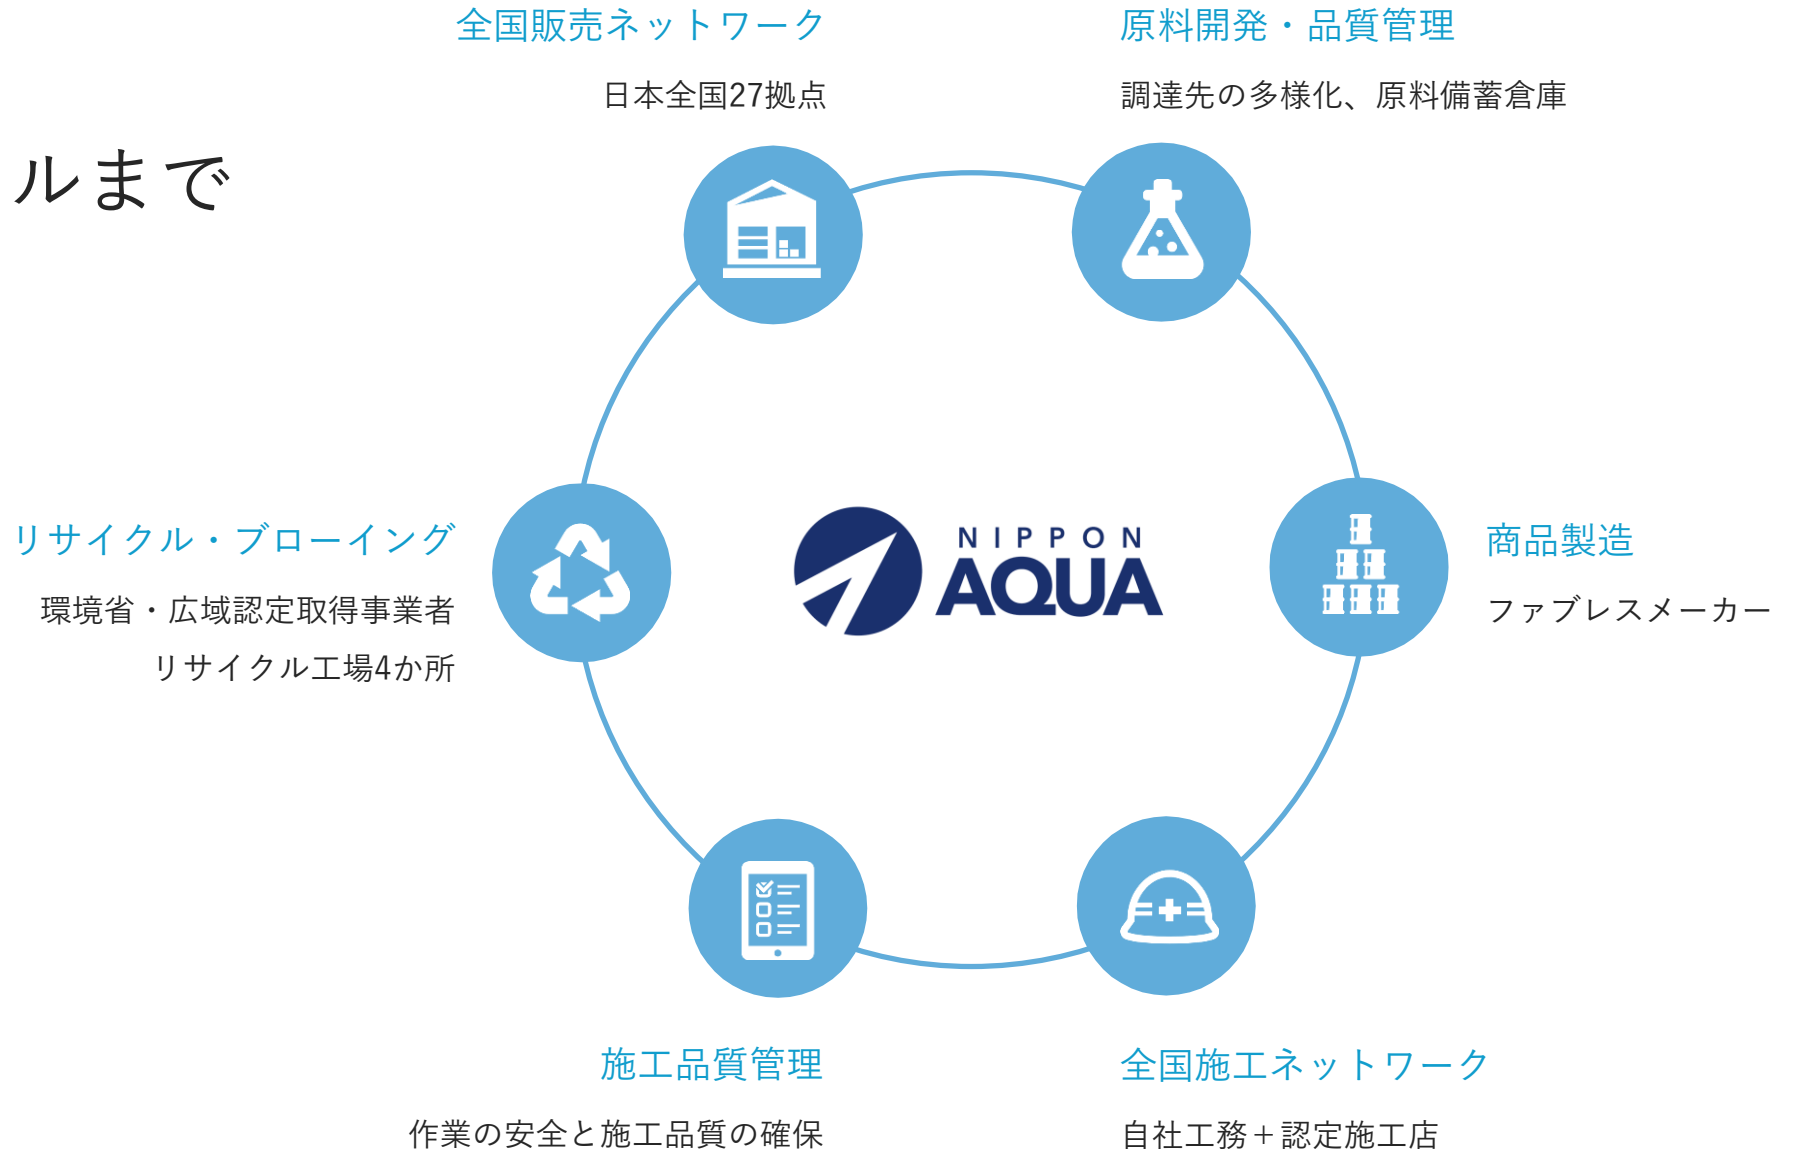 全国販売ネットワーク
日本全国27拠点
原料開発・品質管理
調達先の多様化、原料備蓄倉庫
ルまで
リサイクル・ブローイング
環境省・広域認定取得事業者
リサイクル工場4か所
NIPPON
AQUA
商品製造
ファブレスメーカー
施工品質管理
作業の安全と施工品質の確保
全国施工ネットワーク
自社工務＋認定施工店